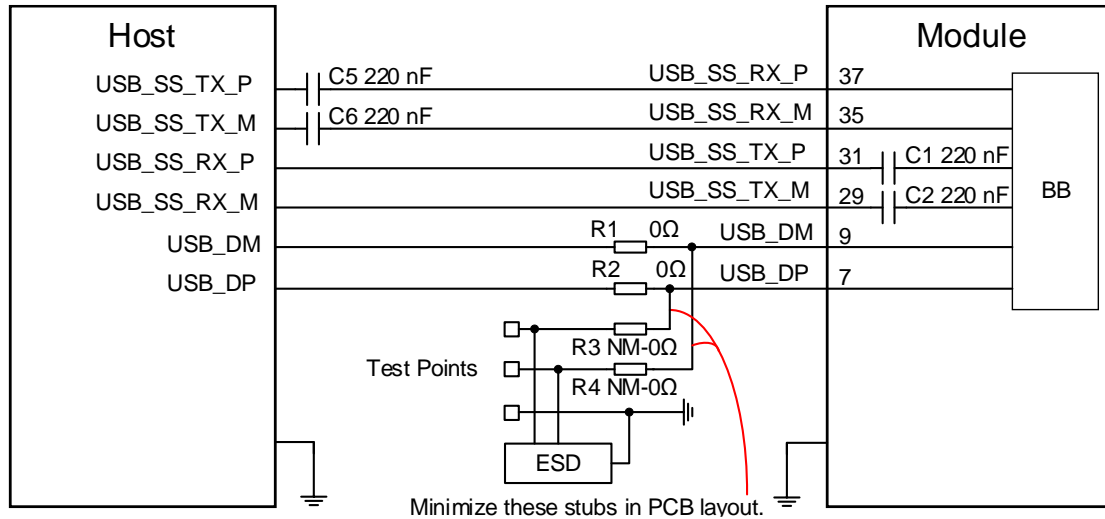 Host Module
USB_SS_TX_P C5 220 nF USB_SS_RX_P 37
USB_SS_TX_M C6 220 nF USB_SS_RX_M 35
USB_SS_RX_P USB_SS_TX_P 31 C1 220 nF
USB_SS_RX_M USB_SS_TX_M 29 C2 220 nF BB
USB_DM R1 0Ω USB_DM 9
USB_DP R2 0Ω USB_DP 7
R3 NM-0Ω
Test Points
R4 NM-0Ω
ESD
Minimize these stubs in PCB layout.